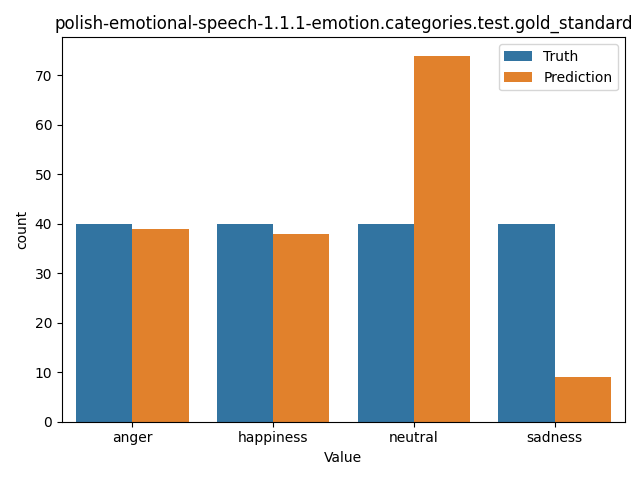 polish-emotional-speech-1.1.1-emotion.categories.test.gold_standard
Truth
Prediction
count
70
60
50
40
30
20
10
0
anger happiness neutral sadness
Value